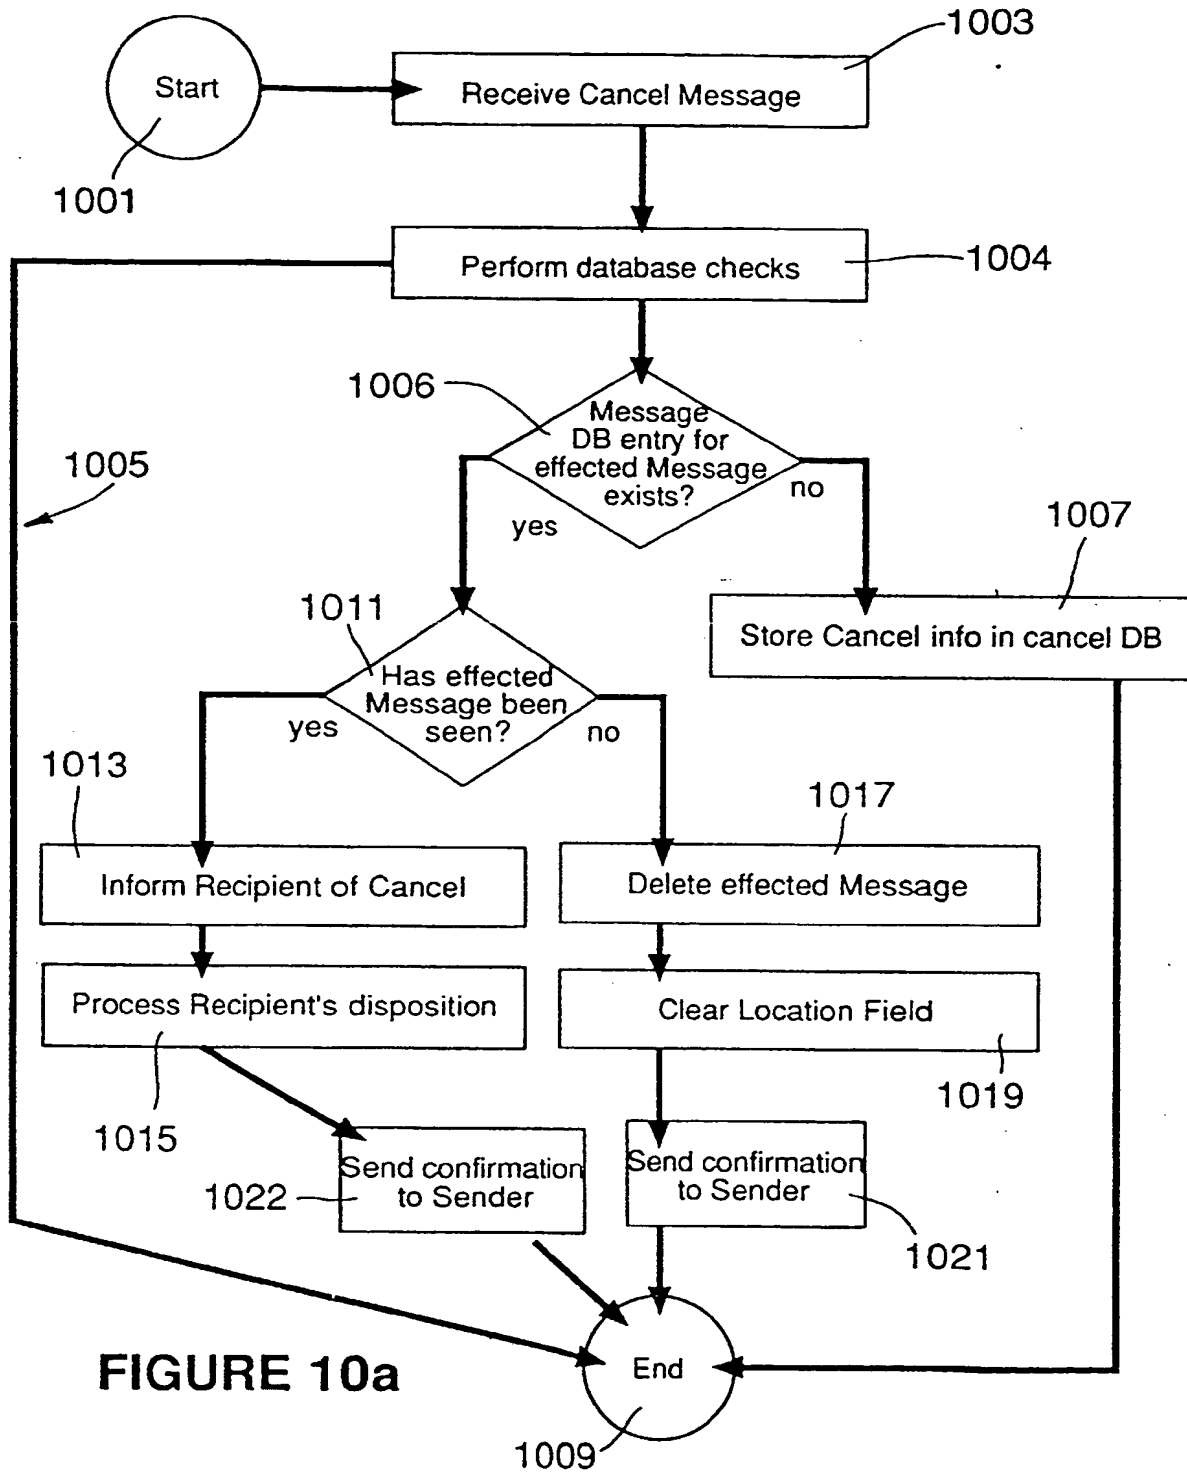 1003
Start
Receive Cancel Message
1001
Perform database checks
1004
1006
Message
DB entry for
effected Message
exists?
no
yes
1005
1007
1011
Store Cancel info in cancel DB
Has effected
Message been
seen?
yes
no
1013
1017
Inform Recipient of Cancel
Delete effected Message
Process Recipient's disposition
Clear Location Field
1019
1015
Send confirmation
to Sender
1022
Send confirmation
to Sender
1021
FIGURE 10a
End
1009